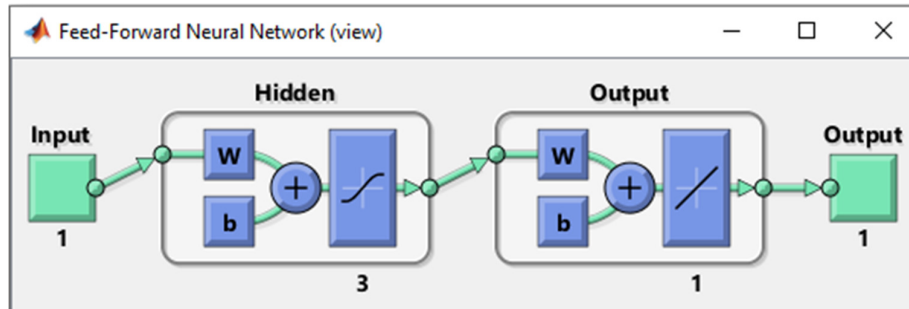 Feed-Forward Neural Network (view)
Hidden
Output
Input
Output
W
W
b
b
1
3
1
1